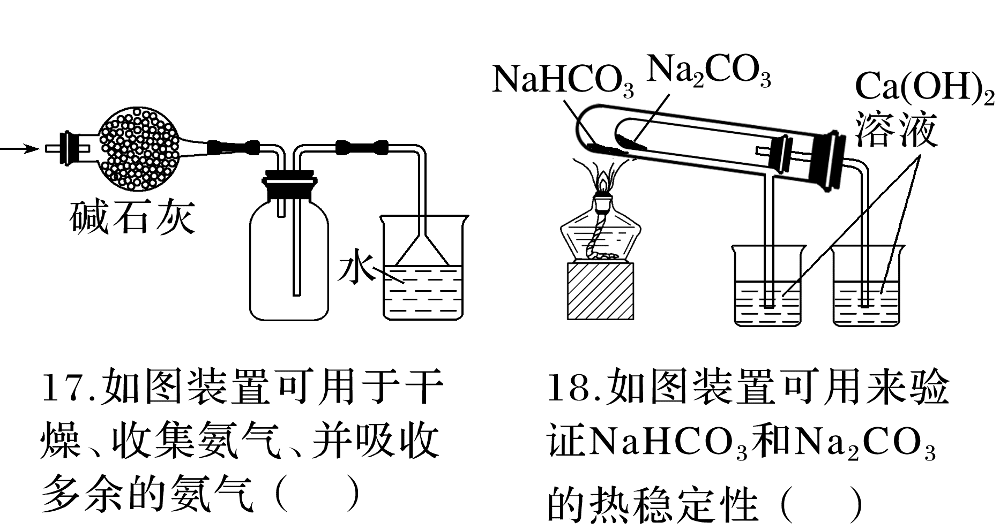 NaHCO₃ Na₂CO₃
Ca(OH)₂
溶液
碱石灰
水
17.如图装置可用于干
燥、收集氨气、并吸收
多余的氨气（　）
18.如图装置可用来验
证NaHCO₃和Na₂CO₃
的热稳定性（　）